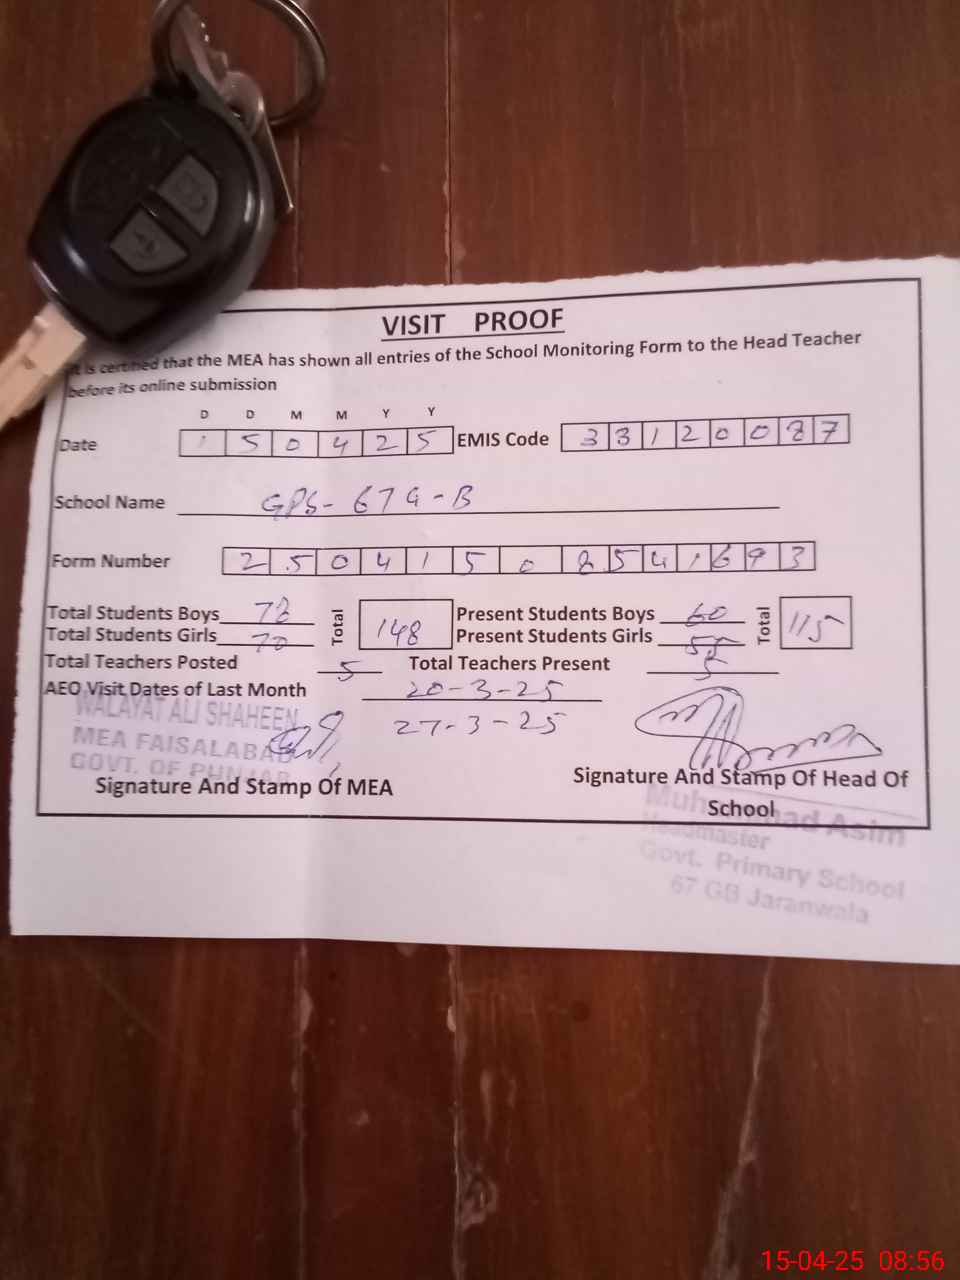 VISIT PROOF
It is certified that the MEA has shown all entries of the School Monitoring Form to the Head Teacher
before its online submission
D D M M Y Y
Date 1 5 0 4 2 5 EMIS Code 3 3 1 2 0 0 8 7
School Name GPS- 67 G-B
Form Number 2 5 0 4 1 5 0 8 5 4 1 6 9 3
Total Students Boys 78 Total 148 Present Students Boys 60 Total 115
Total Students Girls 70 Present Students Girls 55
Total Teachers Posted 5 Total Teachers Present 5
AEO Visit Dates of Last Month 20-3-25
27-3-25
WALAYAT ALI SHAHEEN
MEA FAISALABAD
GOVT. OF PUNJAB
Signature And Stamp Of MEA
Signature And Stamp Of Head Of
School
Muhammad Asim
Headmaster
Govt. Primary School
67 GB Jaranwala
15-04-25 08:56